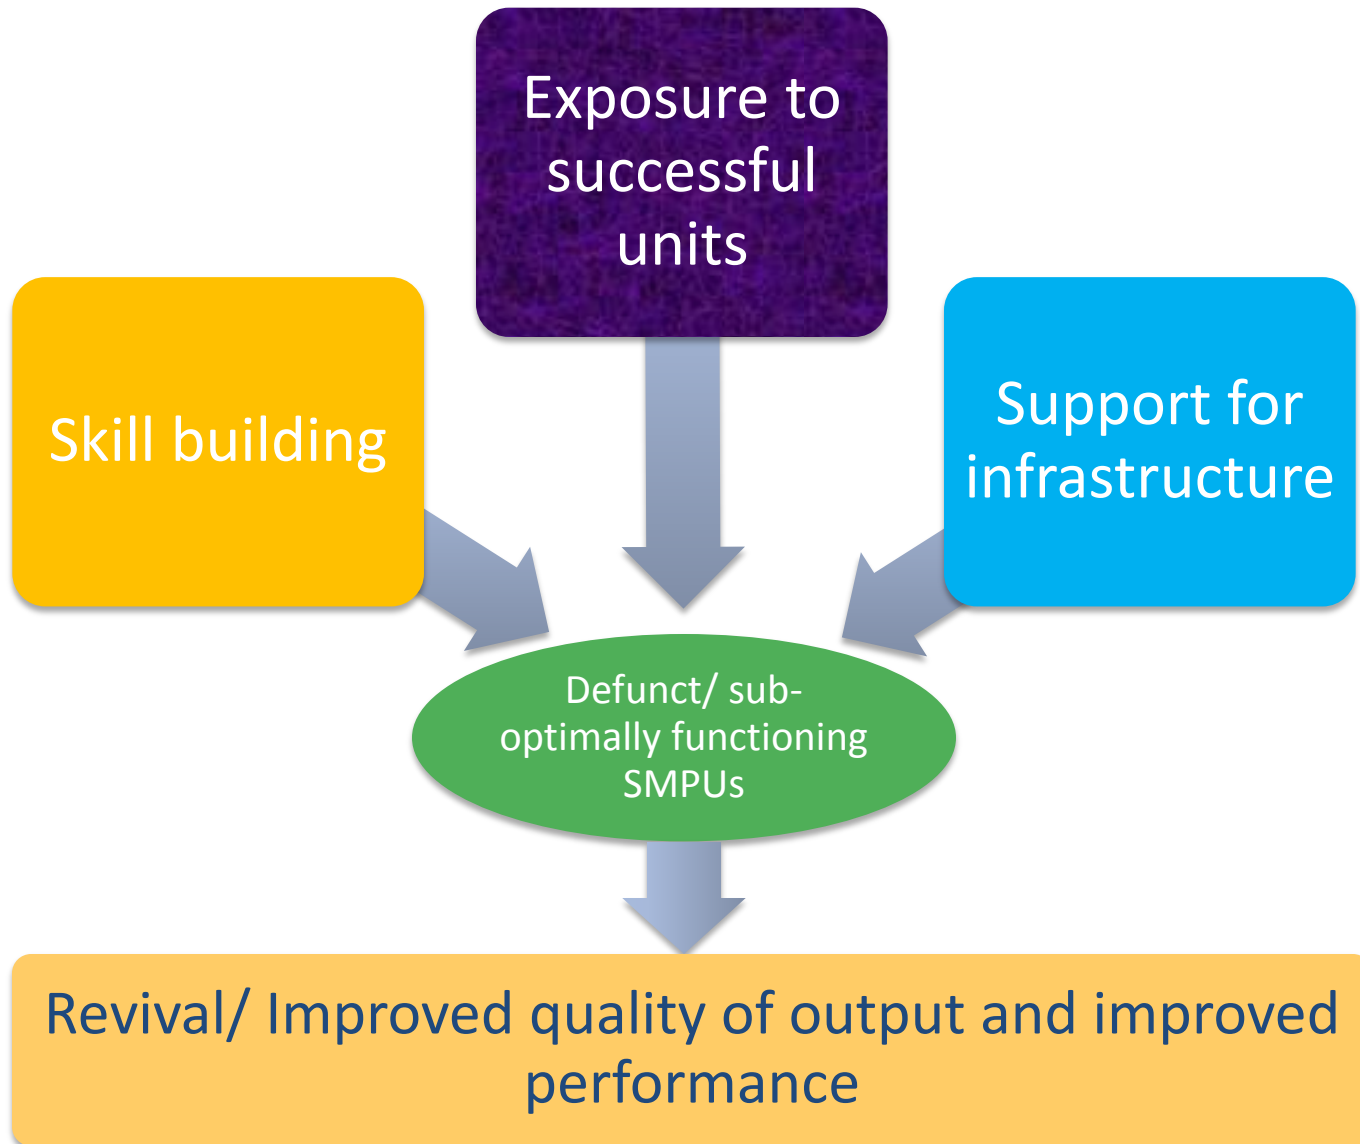 Exposure to
successful
units
Skill building
Support for
infrastructure
Defunct/ sub-
optimally functioning
SMPUs
Revival/ Improved quality of output and improved
performance